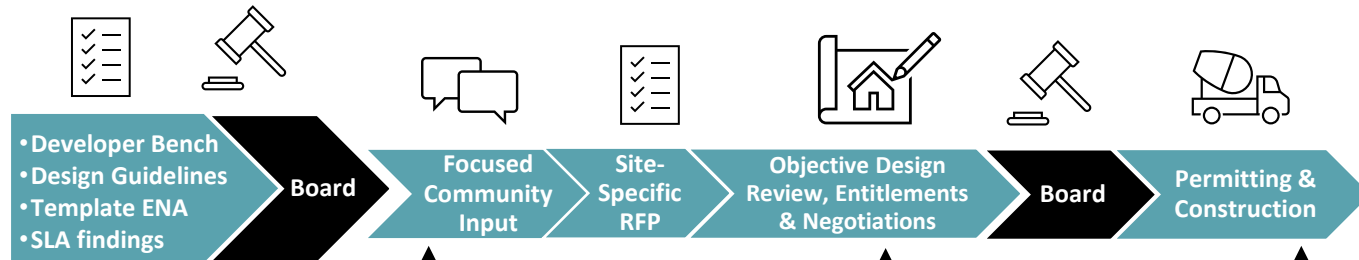 •Developer Bench
•Design Guidelines
•Template ENA
•SLA findings
Board
Focused
Community
Input
Site-
Specific
RFP
Objective Design
Review, Entitlements
& Negotiations
Board
Permitting &
Construction